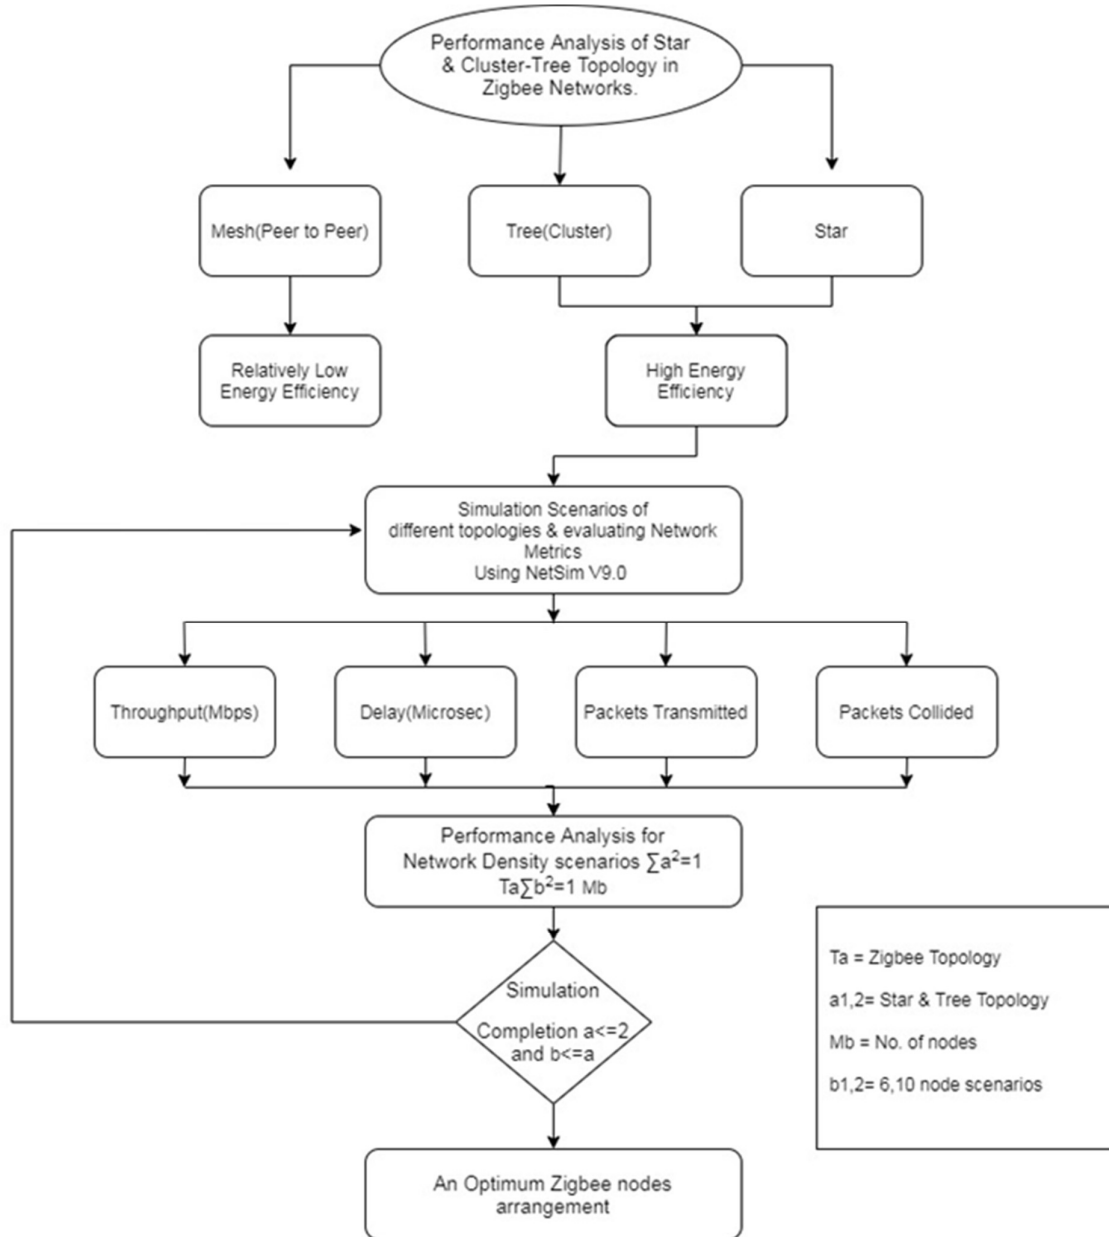 Performance Analysis of Star
& Cluster-Tree Topology in
Zigbee Networks.
Mesh(Peer to Peer)
Tree(Cluster)
Star
Relatively Low
Energy Efficiency
High Energy
Efficiency
Simulation Scenarios of
different topologies & evaluating Network
Metrics
Using NetSim V9.0
Throughput(Mbps)
Delay(Microsec)
Packets Transmitted
Packets Collided
Performance Analysis for
Network Density scenarios ∑a²=1
Ta∑b²=1 Mb
Simulation
Completion a<=2
and b<=a
Ta = Zigbee Topology
a1,2= Star & Tree Topology
Mb = No. of nodes
b1,2= 6,10 node scenarios
An Optimum Zigbee nodes
arrangement